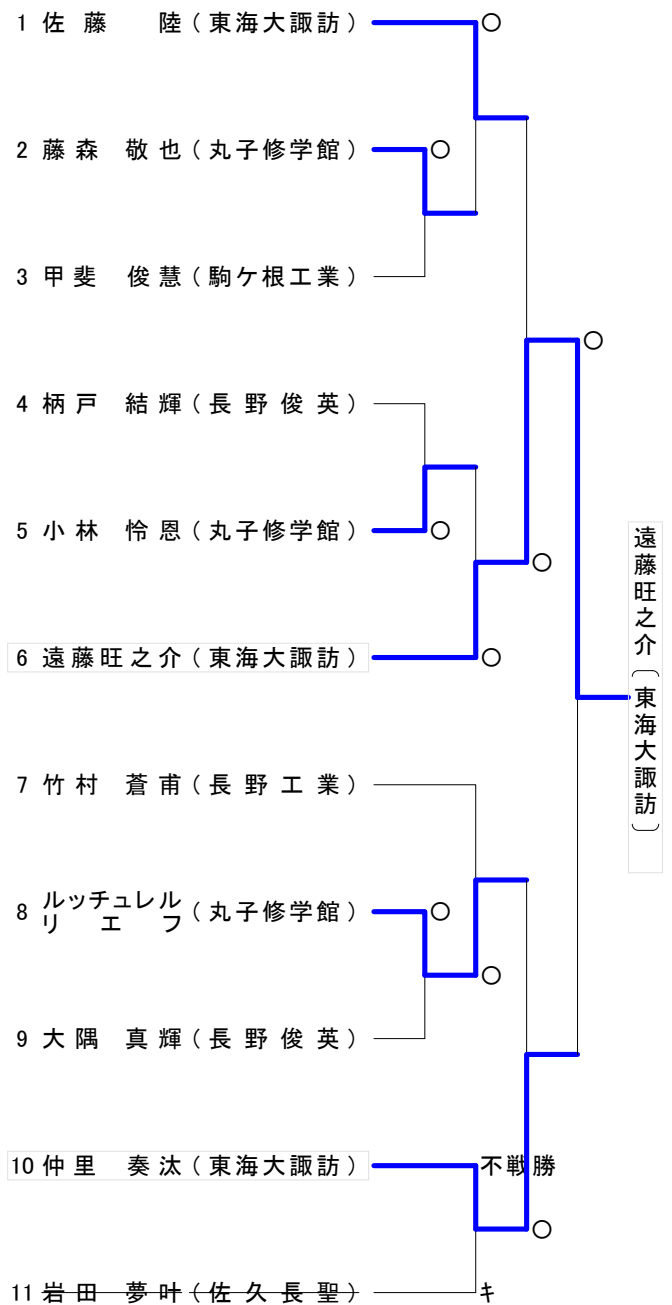 1 佐藤 陸（東海大諏訪） ○
2 藤森 敬也（丸子修学館） ○
3 甲斐 俊慧（駒ケ根工業）
○
4 柄戸 結輝（長野俊英）
5 小林 怜恩（丸子修学館） ○
○
6 遠藤旺之介（東海大諏訪） ○
遠藤旺之介（東海大諏訪）
7 竹村 蒼甫（長野工業）
8 ルッチュレル
リエフ（丸子修学館） ○
○
9 大隅 真輝（長野俊英）
10 仲里 奏汰（東海大諏訪） 不戦勝
○
11 岩田 夢叶（佐久長聖） キ